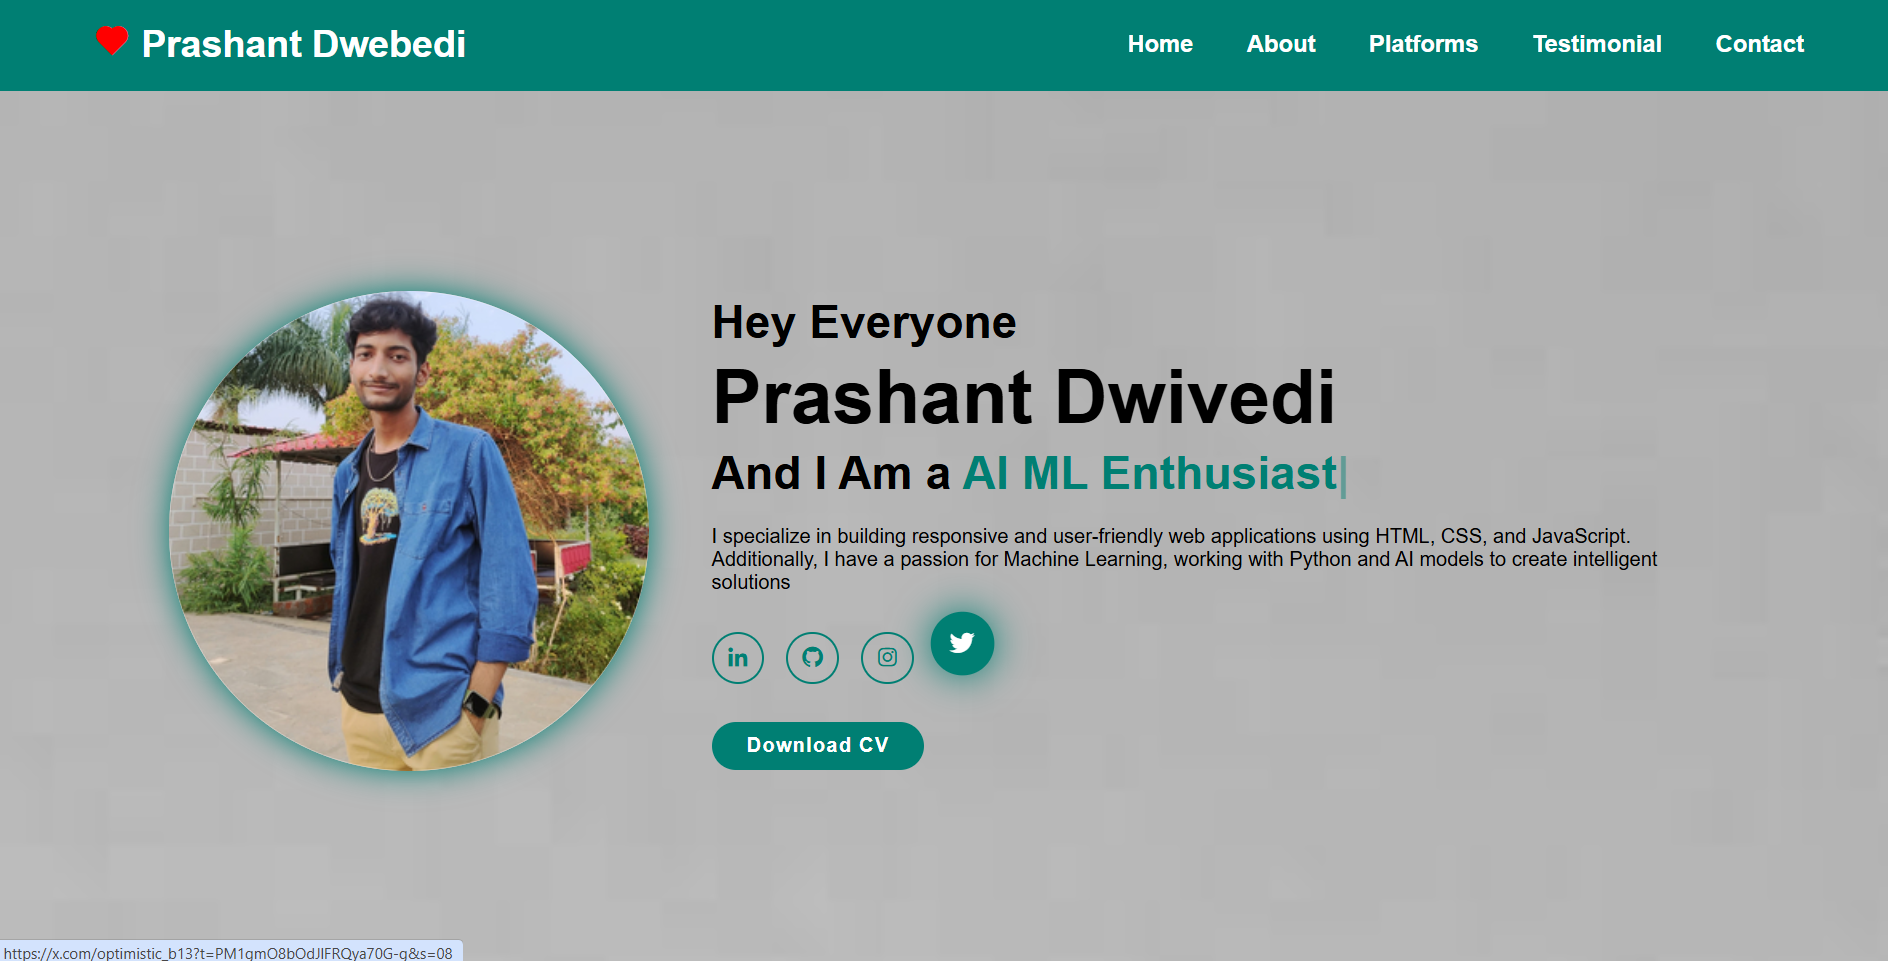 Prashant Dwebedi
Home About Platforms Testimonial Contact
Hey Everyone
Prashant Dwivedi
And I Am a AI ML Enthusiast|
I specialize in building responsive and user-friendly web applications using HTML, CSS, and JavaScript.
Additionally, I have a passion for Machine Learning, working with Python and AI models to create intelligent
solutions
in
Download CV
https://x.com/optimistic_b13?t=PM1qmO8bOdJIFRQya70G-g&s=08